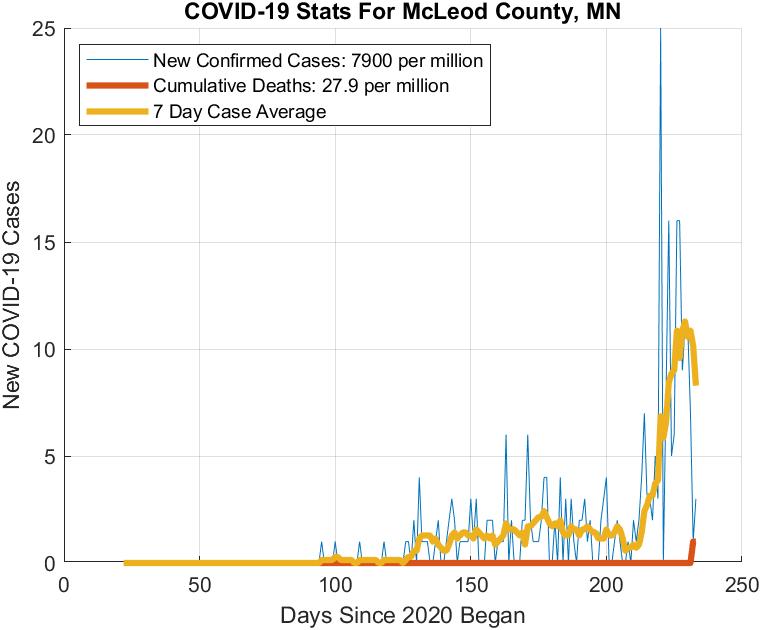 COVID-19 Stats For McLeod County, MN
New Confirmed Cases: 7900 per million
Cumulative Deaths: 27.9 per million
7 Day Case Average
New COVID-19 Cases
25
20
15
10
5
0
0 50 100 150 200 250
Days Since 2020 Began